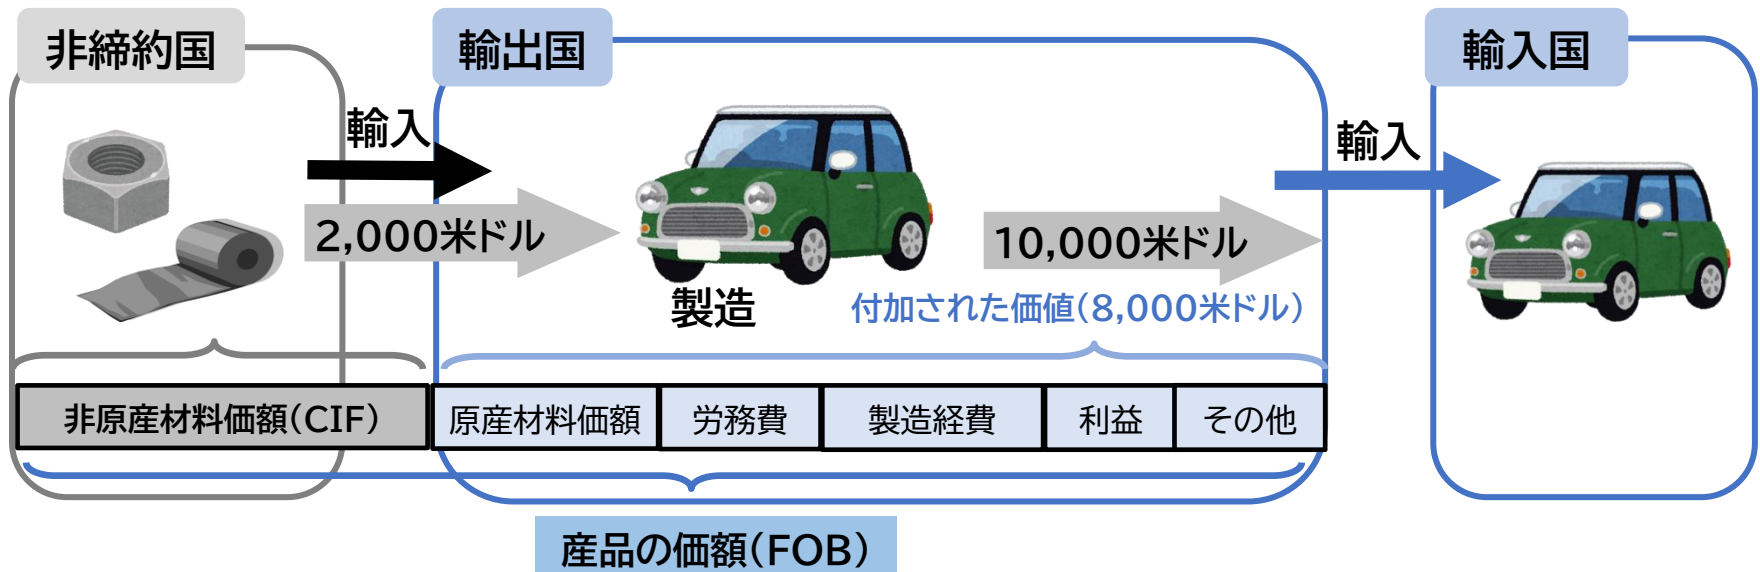 非締約国
輸出国
輸入国
輸入
輸入
2,000米ドル
10,000米ドル
製造
付加された価値(8,000米ドル)
非原産材料価額(CIF)
原産材料価額
労務費
製造経費
利益
その他
産品の価額(FOB)